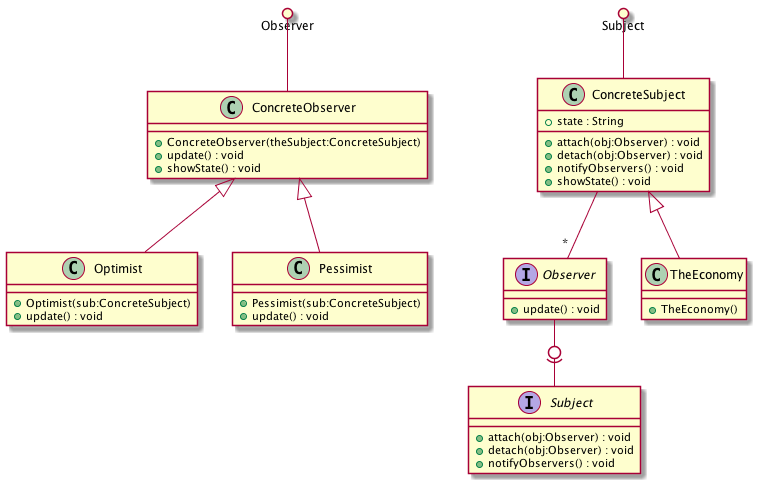 Observer
Subject
C ConcreteObserver
ConcreteObserver(theSubject:ConcreteSubject)
update() : void
showState() : void
C ConcreteSubject
state : String
attach(obj:Observer) : void
detach(obj:Observer) : void
notifyObservers() : void
showState() : void
*
C Optimist
Optimist(sub:ConcreteSubject)
update() : void
C Pessimist
Pessimist(sub:ConcreteSubject)
update() : void
I Observer
update() : void
C TheEconomy
TheEconomy()
I Subject
attach(obj:Observer) : void
detach(obj:Observer) : void
notifyObservers() : void